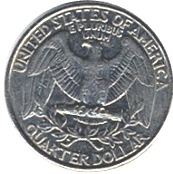 UNITED STATES OF AMERICA
E PLURIBUS
UNUM
QUARTER DOLLAR